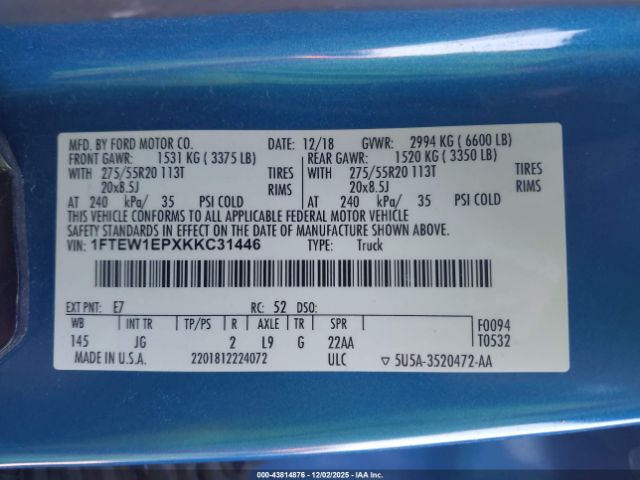 MFD. BY FORD MOTOR CO. DATE: 12/18 GVWR: 2994 KG ( 6600 LB)
FRONT GAWR: 1531 KG ( 3375 LB) REAR GAWR: 1520 KG ( 3350 LB)
WITH 275/55R20 113T TIRES WITH 275/55R20 113T TIRES
20x8.5J RIMS 20x8.5J RIMS
AT 240 kPa/ 35 PSI COLD AT 240 kPa/ 35 PSI COLD
THIS VEHICLE CONFORMS TO ALL APPLICABLE FEDERAL MOTOR VEHICLE
SAFETY STANDARDS IN EFFECT ON THE DATE OF MANUFACTURE SHOWN ABOVE.
VIN: 1FTEW1EPXKKC31446 TYPE: Truck
EXT PNT: E7 RC: 52 DSO:
WB INT TR TP/PS R AXLE TR SPR F0094
145 JG 2 L9 G 22AA T0532
MADE IN U.S.A. 2201812224072 ULC ▽ 5U5A-3520472-AA
000-43814876 - 12/02/2025 - IAA Inc.